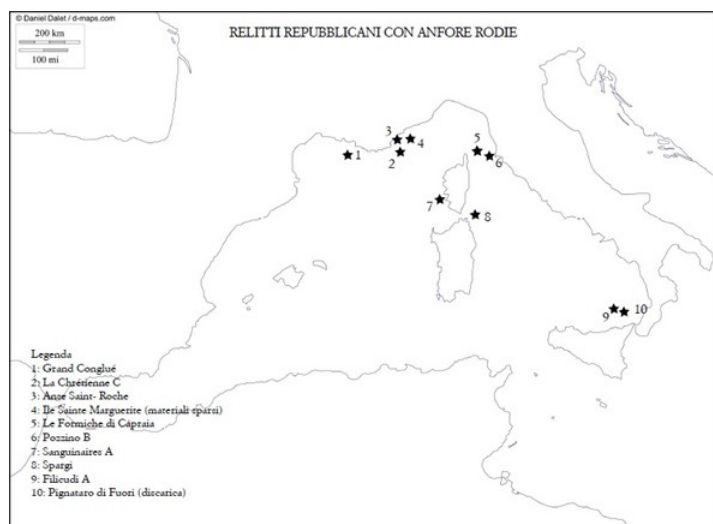 © Daniel Dalet / d-maps.com
200 km
100 mi
RELITTI REPUBBLICANI CON ANFORE RODIE
3
4
5
1
2
6
7
8
9
10
Legenda
1: Grand Conglué
2: La Chrétienne C
3: Anse Saint- Roche
4: Ile Sainte Marguerite (materiali sparsi)
5: Le Formiche di Capraia
6: Pozzino B
7: Sanguinaires A
8: Spargi
9: Filicudi A
10: Pignataro di Fuori (discarica)